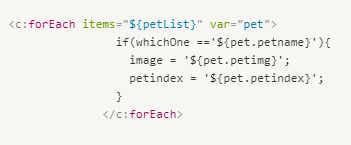 <c:forEach items="${petList}" var="pet">
if(whichOne =='${pet.petname}'){
image = '${pet.petimg}';
petindex = '${pet.petindex}';
}
</c:forEach>